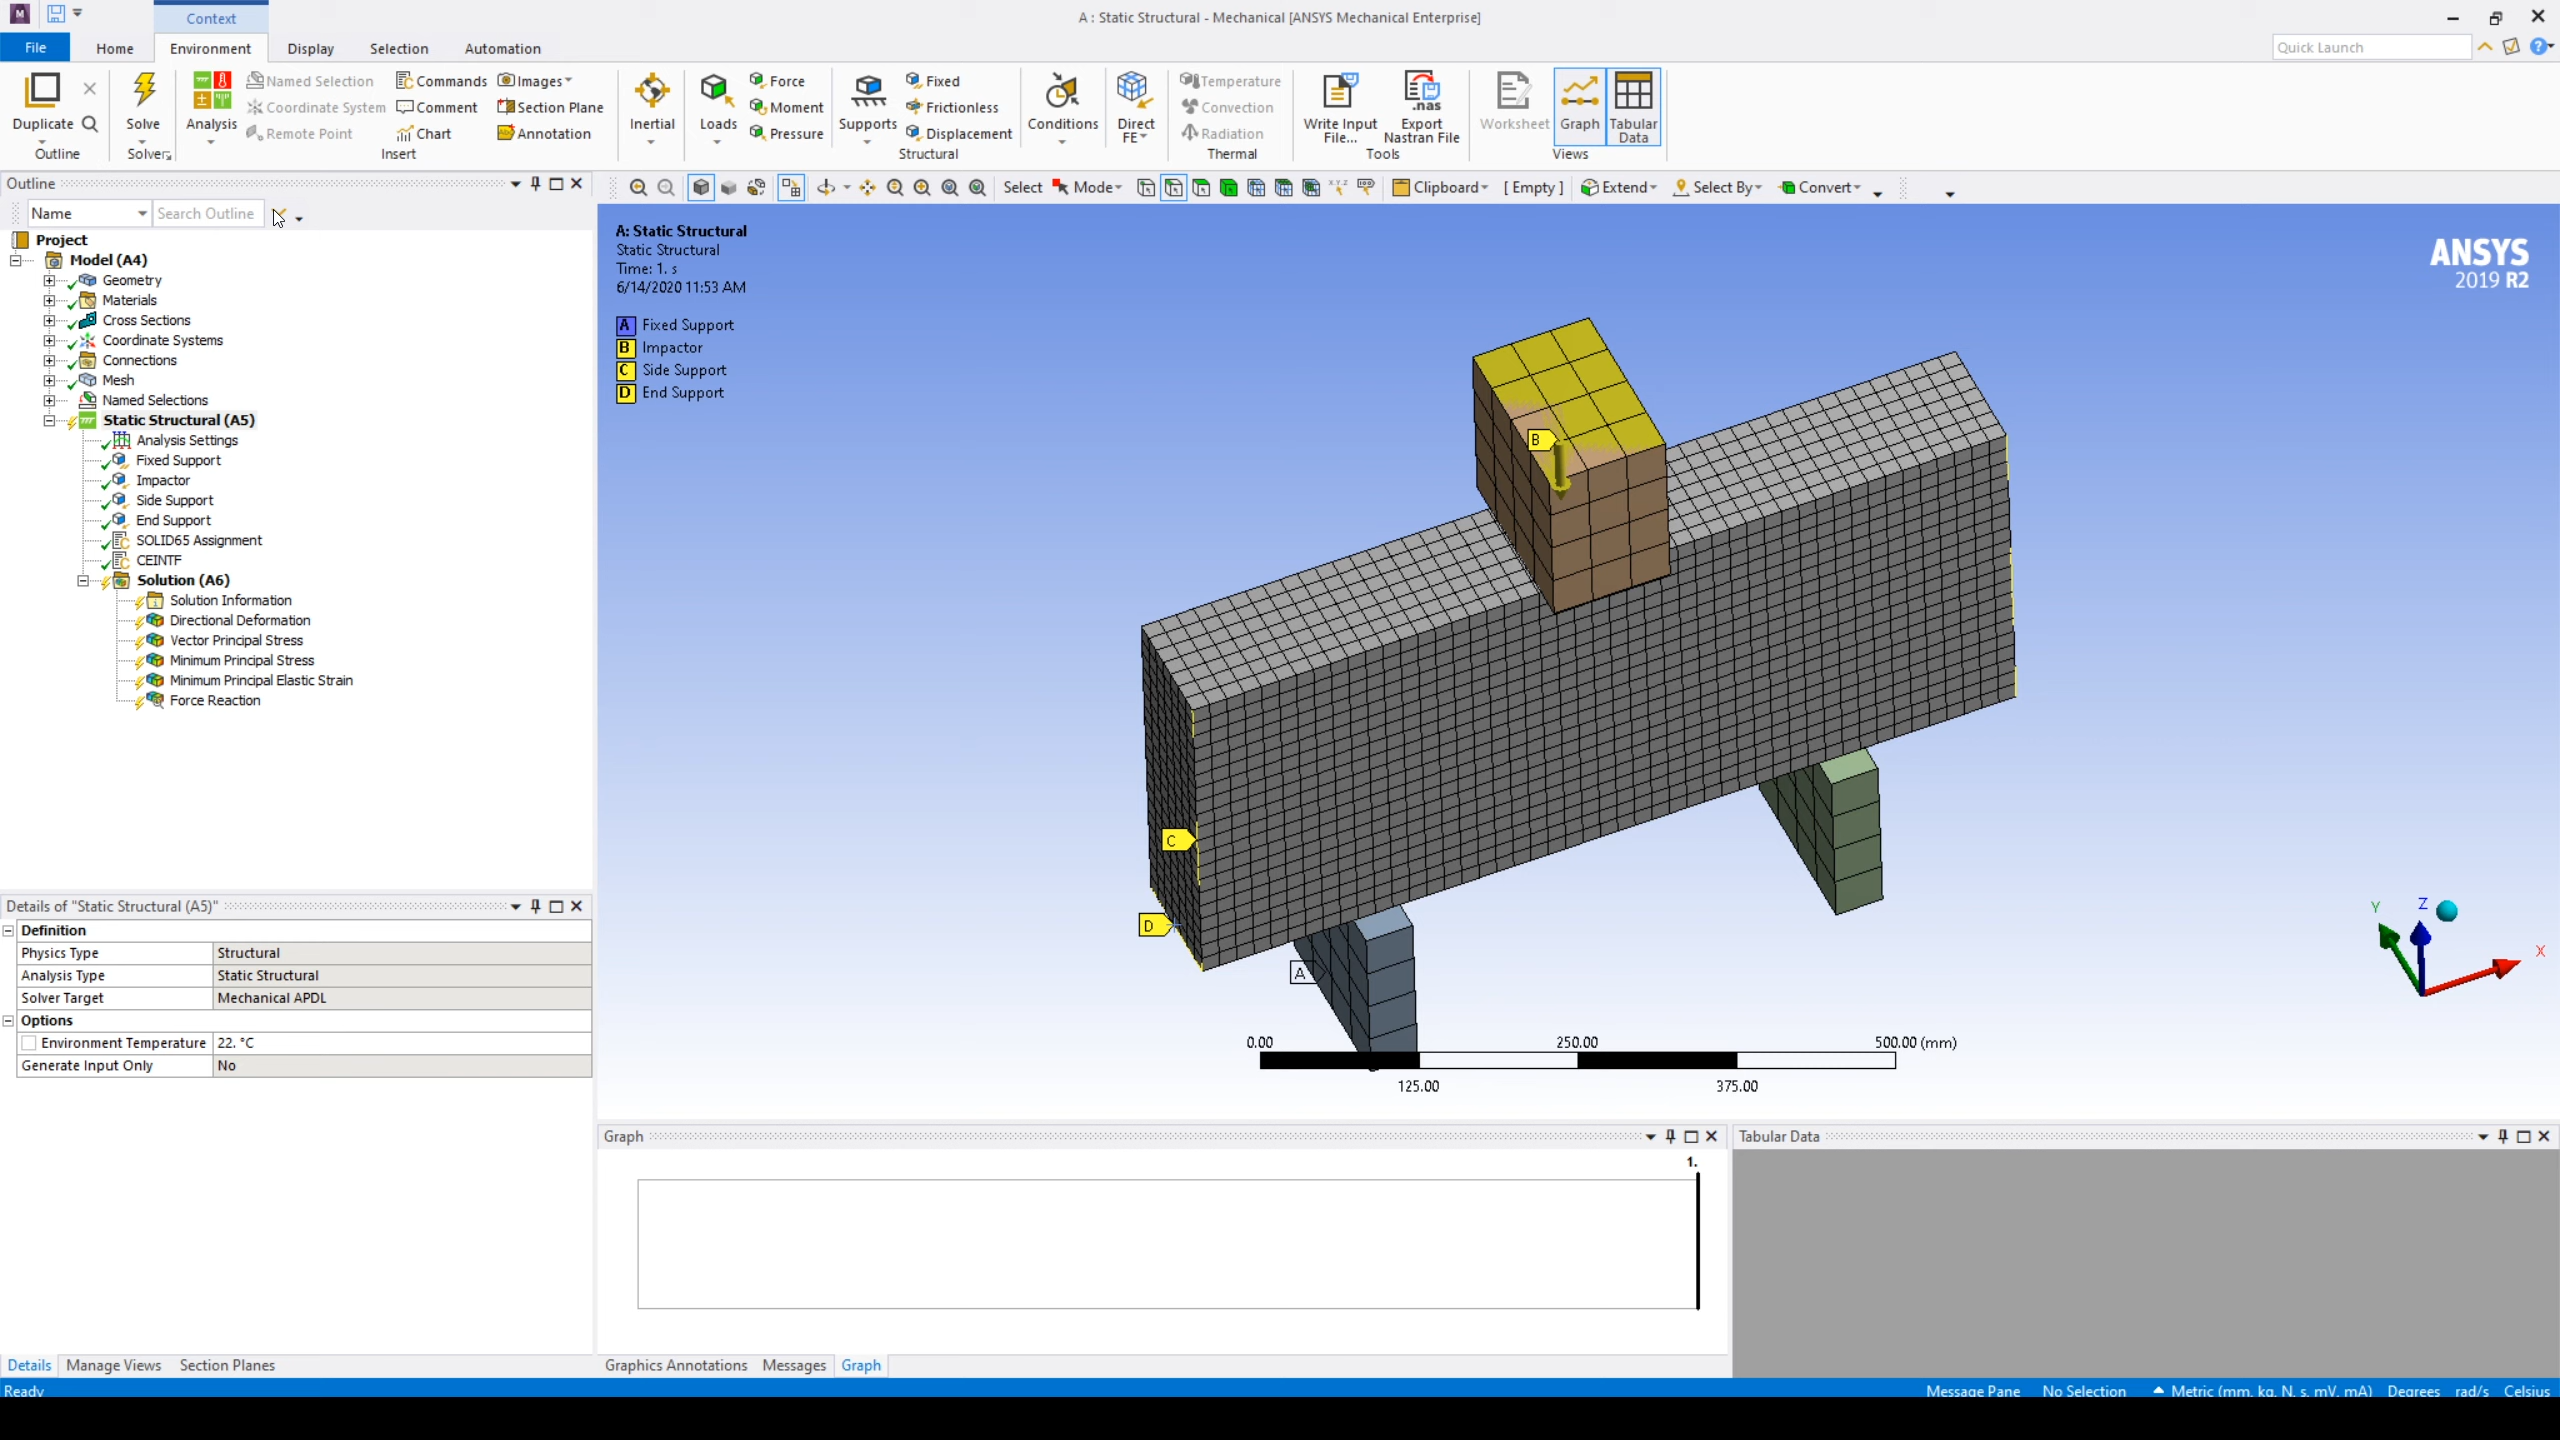 Context
A : Static Structural - Mechanical [ANSYS Mechanical Enterprise]
File Home Environment Display Selection Automation
Quick Launch
Duplicate
Outline
Solve
Solver
Analysis
Named Selection
Coordinate System
Remote Point
Commands
Comment
Chart
Images
Section Plane
Annotation
Insert
Inertial
Loads
Force
Moment
Pressure
Supports
Fixed
Frictionless
Displacement
Structural
Conditions
Direct
FE
Temperature
Convection
Radiation
Thermal
Write Input
File...
.nas
Export
Nastran File
Tools
Worksheet
Graph
Tabular
Data
Views
Outline
Name Search Outline
Select Mode Clipboard [ Empty ] Extend Select By Convert
Project
Model (A4)
Geometry
Materials
Cross Sections
Coordinate Systems
Connections
Mesh
Named Selections
Static Structural (A5)
Analysis Settings
Fixed Support
Impactor
Side Support
End Support
SOLID65 Assignment
CEINTF
Solution (A6)
Solution Information
Directional Deformation
Vector Principal Stress
Minimum Principal Stress
Minimum Principal Elastic Strain
Force Reaction
A: Static Structural
Static Structural
Time: 1. s
6/14/2020 11:53 AM
A Fixed Support
B Impactor
C Side Support
D End Support
ANSYS
2019 R2
B
C
D
A
Y Z X
0.00 250.00 500.00 (mm)
125.00 375.00
Details of "Static Structural (A5)"
Definition
Physics Type Structural
Analysis Type Static Structural
Solver Target Mechanical APDL
Options
Environment Temperature 22. °C
Generate Input Only No
Graph
1.
Tabular Data
Details Manage Views Section Planes
Graphics Annotations Messages Graph
Ready
Message Pane No Selection Metric (mm, kg, N, s, mV, mA) Degrees rad/s Celsius